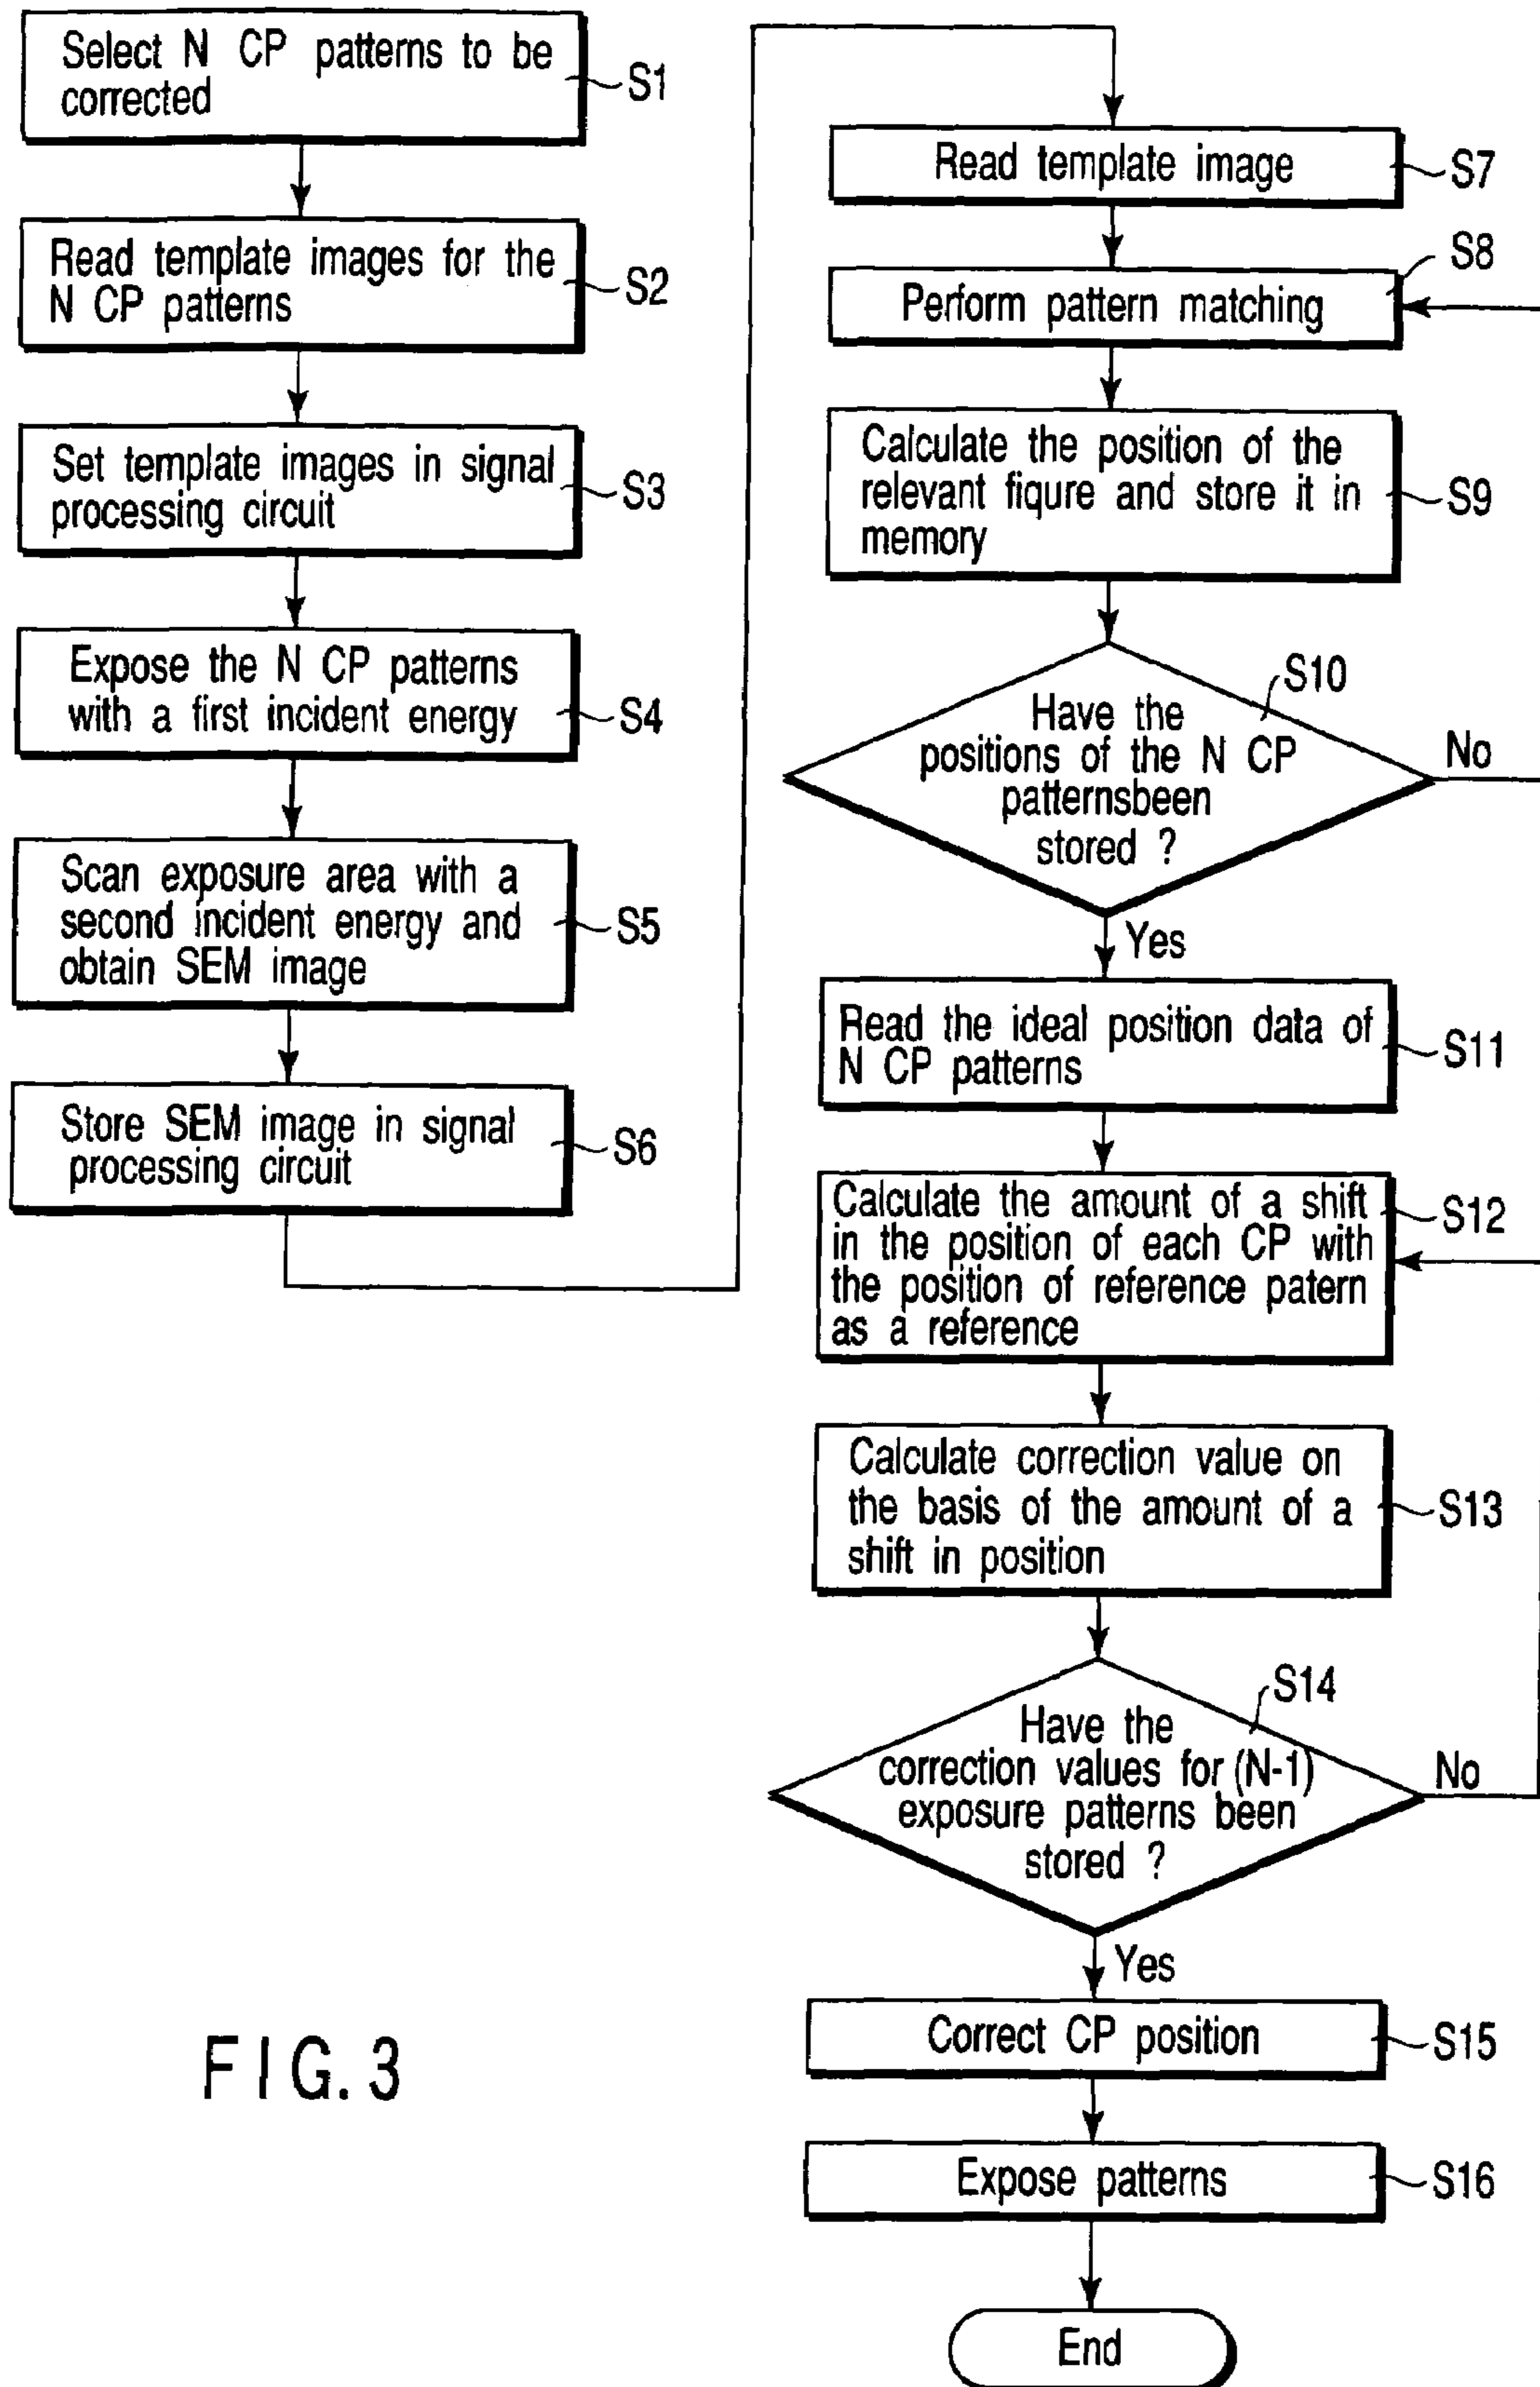 Select N CP patterns to be
corrected
S1
Read template images for the
N CP patterns
S2
Set template images in signal
processing circuit
S3
Expose the N CP patterns
with a first incident energy
S4
Scan exposure area with a
second incident energy and
obtain SEM image
S5
Store SEM image in signal
processing circuit
S6
Read template image
S7
Perform pattern matching
S8
Calculate the position of the
relevant fiqure and store it in
memory
S9
Have the
positions of the N CP
patternsbeen
stored ?
S10
No
Yes
Read the ideal position data of
N CP patterns
S11
Calculate the amount of a shift
in the position of each CP with
the position of reference patern
as a reference
S12
Calculate correction value on
the basis of the amount of a
shift in position
S13
Have the
correction values for (N-1)
exposure patterns been
stored ?
S14
No
Yes
Correct CP position
S15
Expose patterns
S16
End
FIG. 3